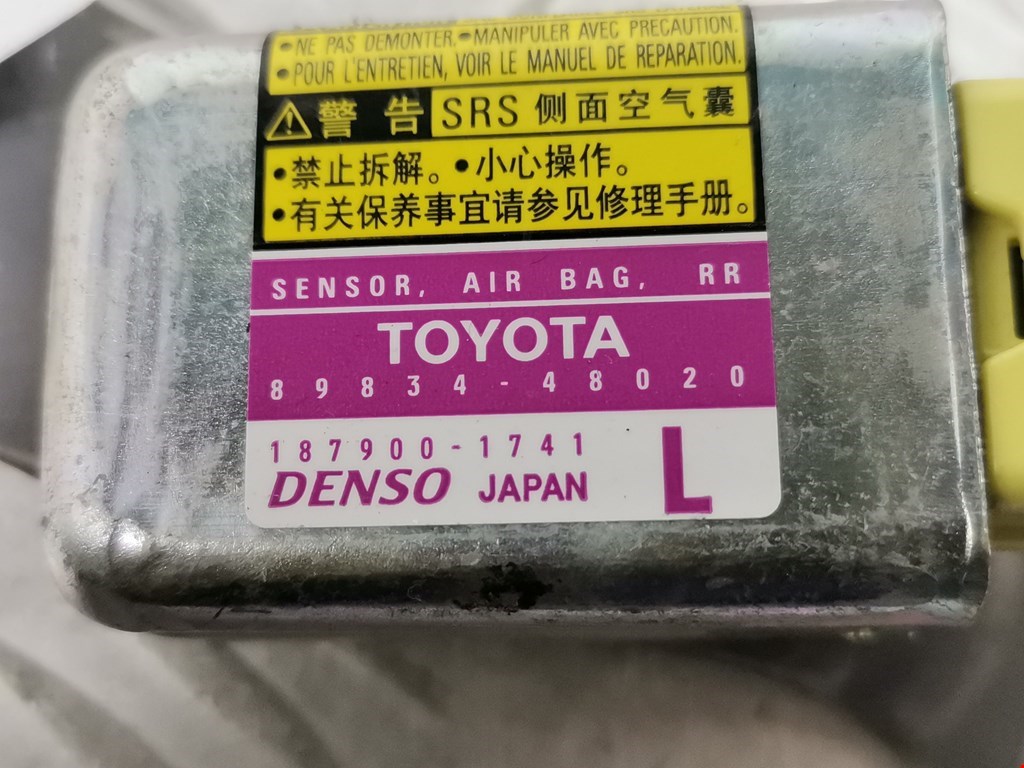 •NE PAS DEMONTER. •MANIPULER AVEC PRECAUTION.
•POUR L'ENTRETIEN, VOIR LE MANUEL DE REPARATION.
警告 SRS 侧面空气囊
•禁止拆解。•小心操作。
•有关保养事宜请参见修理手册。
SENSOR, AIR BAG, RR
TOYOTA
89834-48020
187900-1741
DENSO JAPAN L